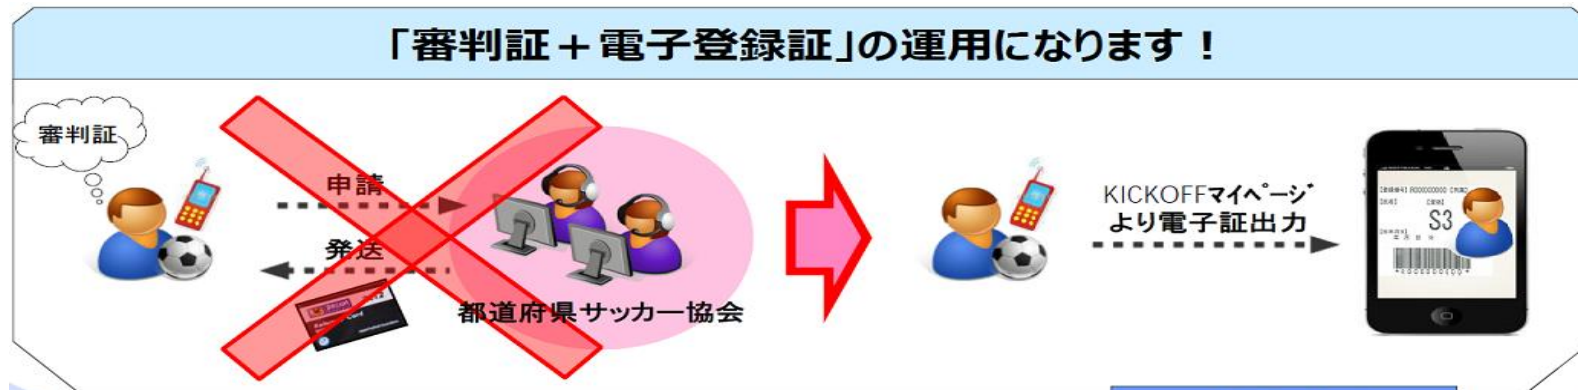 「審判証+電子登録証」の運用になります!
審判証
申請
発送
都道府県サッカー協会
KICKOFFマイページ
より電子証出力
S3